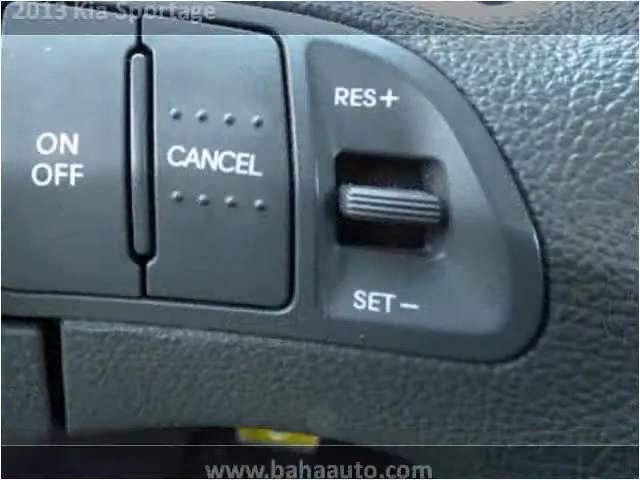 2013 Kia Sportage
ON
OFF
CANCEL
RES+
SET-
www.bahaauto.com